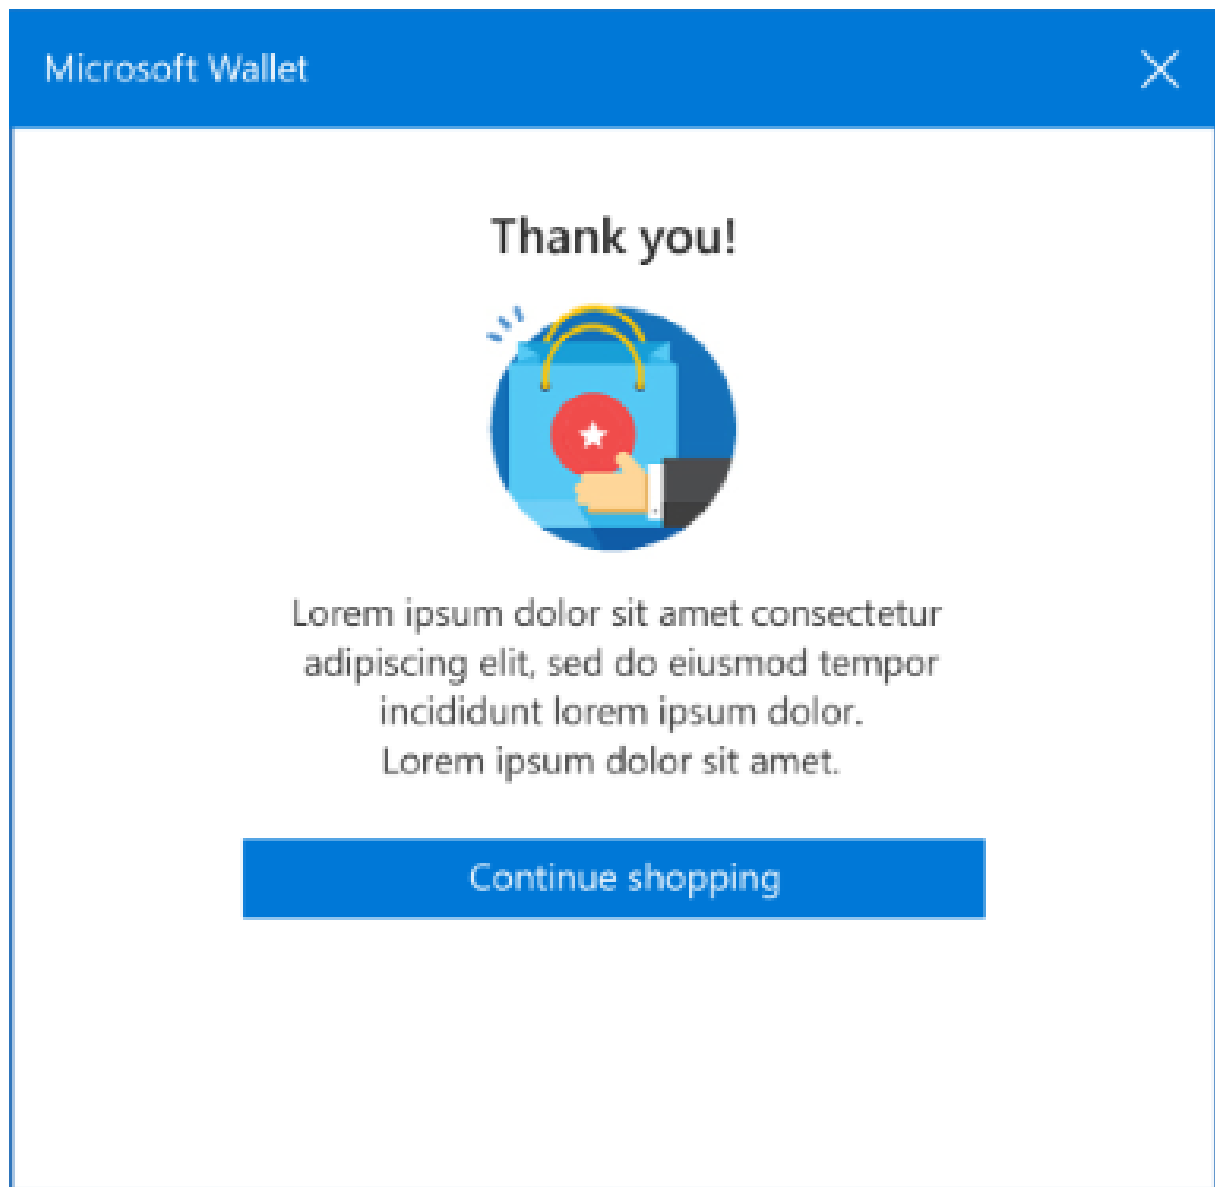 Microsoft Wallet
Thank you!
Lorem ipsum dolor sit amet consectetur
adipiscing elit, sed do eiusmod tempor
incididunt lorem ipsum dolor.
Lorem ipsum dolor sit amet.
Continue shopping